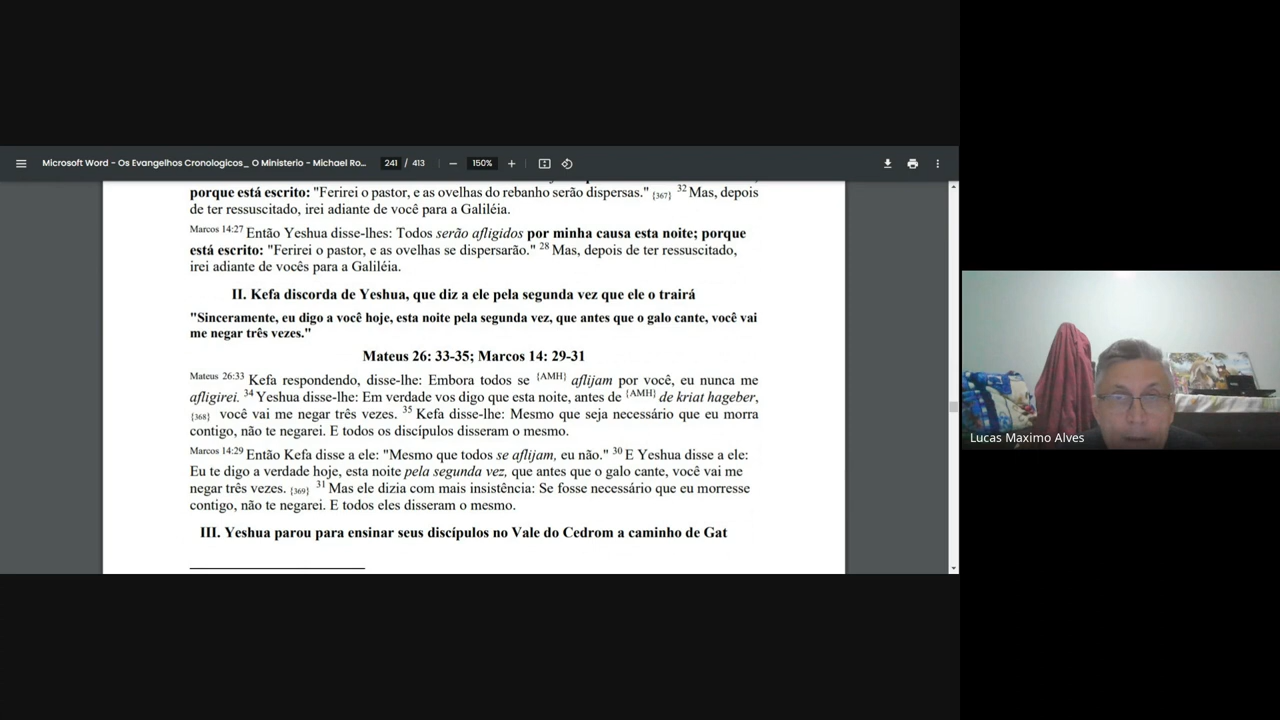 Microsoft Word - Os Evangelhos Cronologicos_ O Ministerio - Michael Ro... 241 / 413 150%
porque está escrito: "Ferirei o pastor, e as ovelhas do rebanho serão dispersas." {367} 32 Mas, depois
de ter ressuscitado, irei adiante de você para a Galiléia.
Marcos 14:27 Então Yeshua disse-lhes: Todos serão afligidos por minha causa esta noite; porque
está escrito: "Ferirei o pastor, e as ovelhas se dispersarão." 28 Mas, depois de ter ressuscitado,
irei adiante de vocês para a Galiléia.
II. Kefa discorda de Yeshua, que diz a ele pela segunda vez que ele o trairá
"Sinceramente, eu digo a você hoje, esta noite pela segunda vez, que antes que o galo cante, você vai
me negar três vezes."
Mateus 26: 33-35; Marcos 14: 29-31
Mateus 26:33 Kefa respondendo, disse-lhe: Embora todos se {AMH} aflijam por você, eu nunca me
afligirei. 34 Yeshua disse-lhe: Em verdade vos digo que esta noite, antes de {AMH} de kriat hageber,
{368} você vai me negar três vezes. 35 Kefa disse-lhe: Mesmo que seja necessário que eu morra
contigo, não te negarei. E todos os discípulos disseram o mesmo.
Marcos 14:29 Então Kefa disse a ele: "Mesmo que todos se aflijam, eu não." 30 E Yeshua disse a ele:
Eu te digo a verdade hoje, esta noite pela segunda vez, que antes que o galo cante, você vai me
negar três vezes. {369} 31 Mas ele dizia com mais insistência: Se fosse necessário que eu morresse
contigo, não te negarei. E todos eles disseram o mesmo.
III. Yeshua parou para ensinar seus discípulos no Vale do Cedrom a caminho de Gat
Lucas Maximo Alves